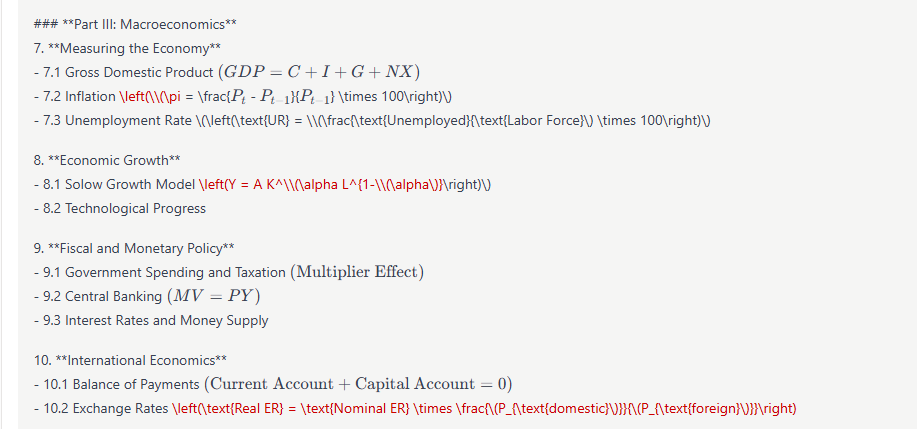 ### **Part III: Macroeconomics**
7. **Measuring the Economy**
- 7.1 Gross Domestic Product (GDP = C + I + G + NX)
- 7.2 Inflation \left(\\(\pi = \frac{P_t - P_{t-1}}{P_{t-1}} \times 100\right)\)
- 7.3 Unemployment Rate \(\left(\text{UR} = \\(\frac{\text{Unemployed}{\text{Labor Force}\) \times 100\right)\)
8. **Economic Growth**
- 8.1 Solow Growth Model \left(Y = A K^\\(\alpha L^{1-\\(\alpha\)}\right)\)
- 8.2 Technological Progress
9. **Fiscal and Monetary Policy**
- 9.1 Government Spending and Taxation (Multiplier Effect)
- 9.2 Central Banking (MV = PY)
- 9.3 Interest Rates and Money Supply
10. **International Economics**
- 10.1 Balance of Payments (Current Account + Capital Account = 0)
- 10.2 Exchange Rates \left(\text{Real ER} = \text{Nominal ER} \times \frac{\(P_{\text{domestic}\)}}{\(P_{\text{foreign}\)}}\right)